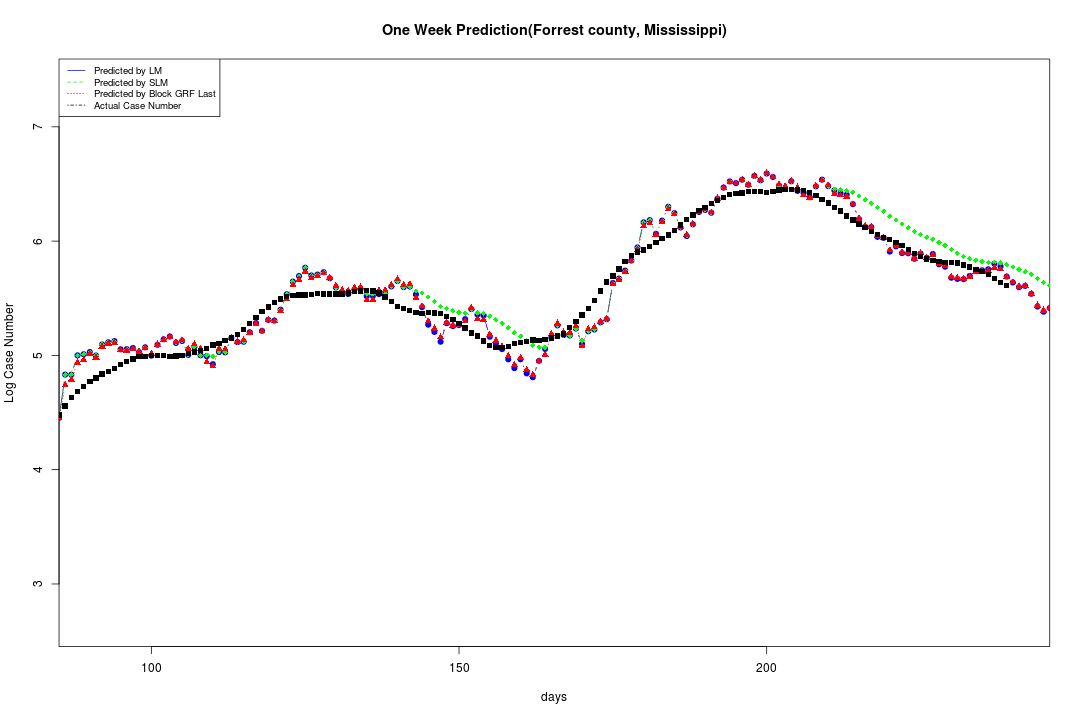 One Week Prediction(Forrest county, Mississippi)
Predicted by LM
Predicted by SLM
Predicted by Block GRF Last
Actual Case Number
7
6
5
4
3
Log Case Number
100 150 200
days